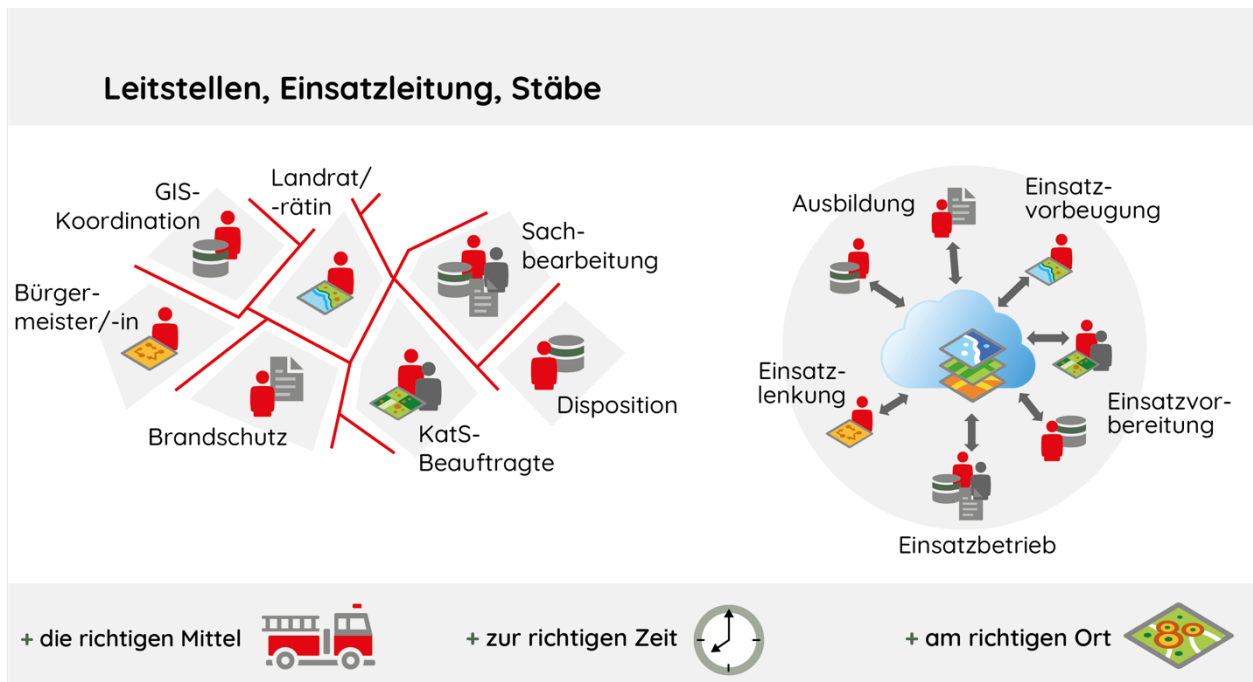 Leitstellen, Einsatzleitung, Stäbe
GIS-
Koordination
Landrat/
-rätin
Sach-
bearbeitung
Bürger-
meister/-in
Brandschutz
KatS-
Beauftragte
Disposition
Ausbildung
Einsatz-
vorbeugung
Einsatz-
lenkung
Einsatzvor-
bereitung
Einsatzbetrieb
+ die richtigen Mittel
+ zur richtigen Zeit
+ am richtigen Ort